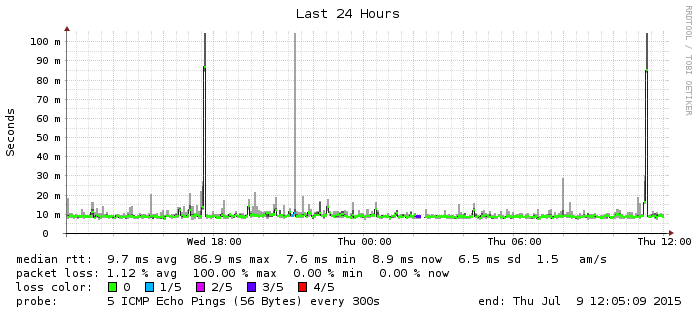 Last 24 Hours
RRDTOOL / TOBI OETIKER
Seconds
100 m
90 m
80 m
70 m
60 m
50 m
40 m
30 m
20 m
10 m
0
Wed 18:00 Thu 00:00 Thu 06:00 Thu 12:00
median rtt: 9.7 ms avg 86.9 ms max 7.6 ms min 8.9 ms now 6.5 ms sd 1.5 am/s
packet loss: 1.12 % avg 100.00 % max 0.00 % min 0.00 % now
loss color: 0 1/5 2/5 3/5 4/5
probe: 5 ICMP Echo Pings (56 Bytes) every 300s end: Thu Jul 9 12:05:09 2015